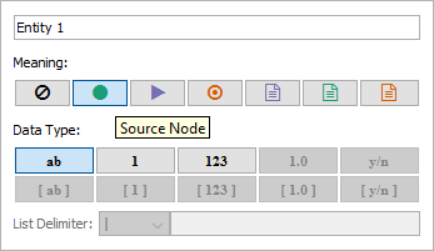 Entity 1
Meaning:
Data Type:
Source Node
ab 1 123 1.0 y/n
[ ab ] [ 1 ] [ 123 ] [ 1.0 ] [ y/n ]
List Delimiter: |